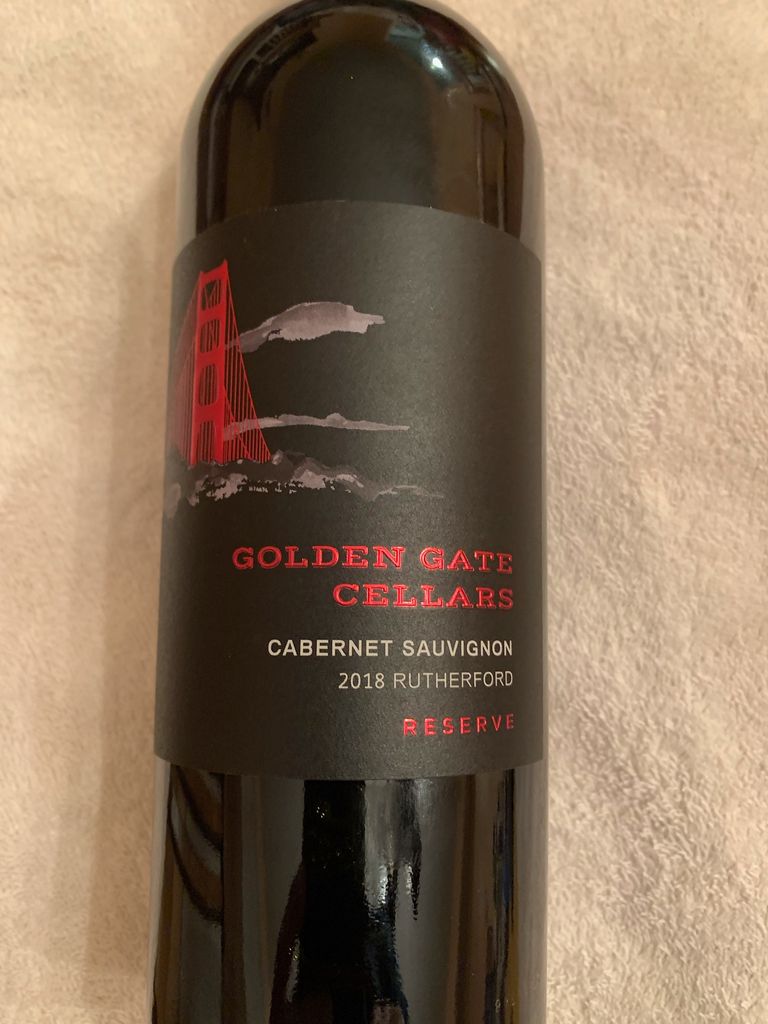 GOLDEN GATE
CELLARS
CABERNET SAUVIGNON
2018 RUTHERFORD
RESERVE